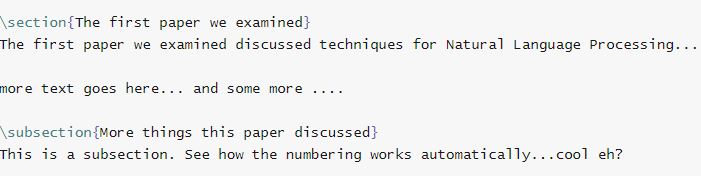 \section{The first paper we examined}
The first paper we examined discussed techniques for Natural Language Processing...
more text goes here... and some more ....
\subsection{More things this paper discussed}
This is a subsection. See how the numbering works automatically...cool eh?